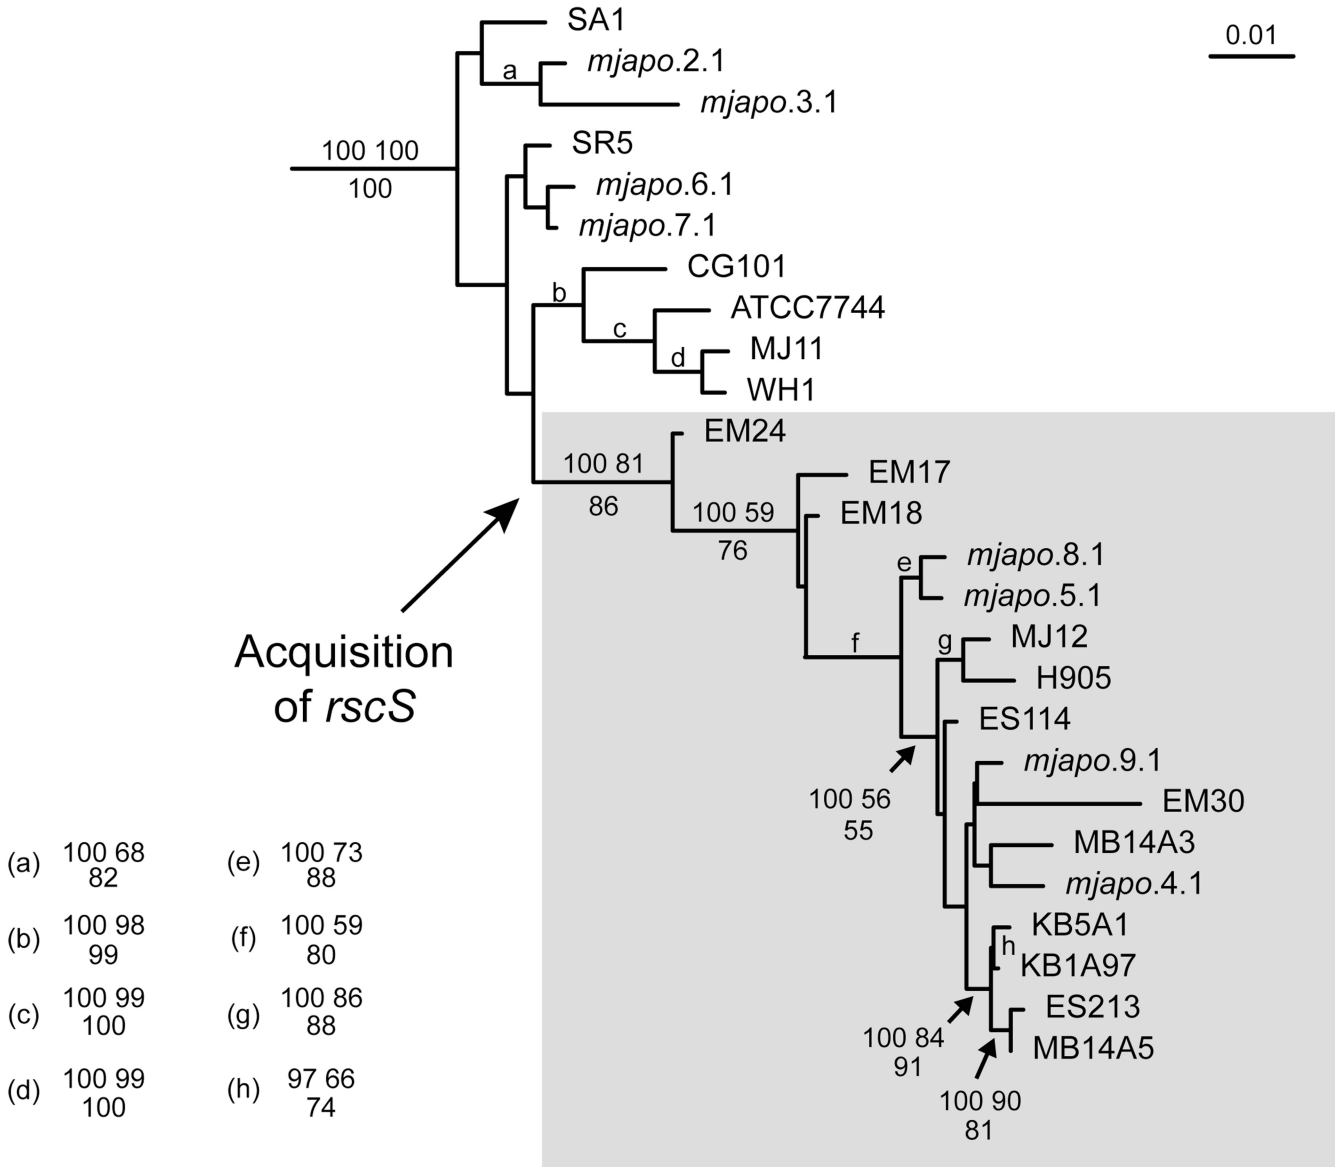 SA1
0.01
a
mjapo.2.1
mjapo.3.1
100 100
100
SR5
mjapo.6.1
mjapo.7.1
CG101
b
ATCC7744
c
MJ11
d
WH1
EM24
100 81
86
EM17
100 59
76
EM18
mjapo.8.1
e
mjapo.5.1
Acquisition
of rscS
f
MJ12
g
H905
ES114
mjapo.9.1
100 56
55
EM30
MB14A3
mjapo.4.1
KB5A1
h
KB1A97
ES213
MB14A5
100 84
91
100 90
81
(a) 100 68
82
(e) 100 73
88
(b) 100 98
99
(f) 100 59
80
(c) 100 99
100
(g) 100 86
88
(d) 100 99
100
(h) 97 66
74